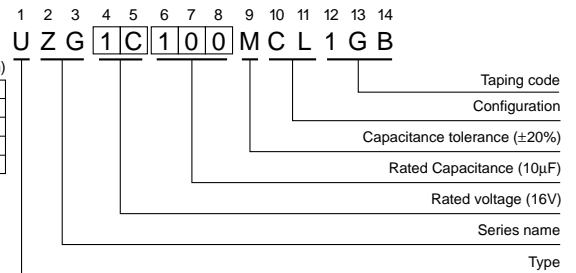 1 2 3 4 5 6 7 8 9 10 11 12 13 14
U Z G 1 C 1 0 0 M C L 1 G B
)
Taping code
Configuration
Capacitance tolerance (±20%)
Rated Capacitance (10μF)
Rated voltage (16V)
Series name
Type